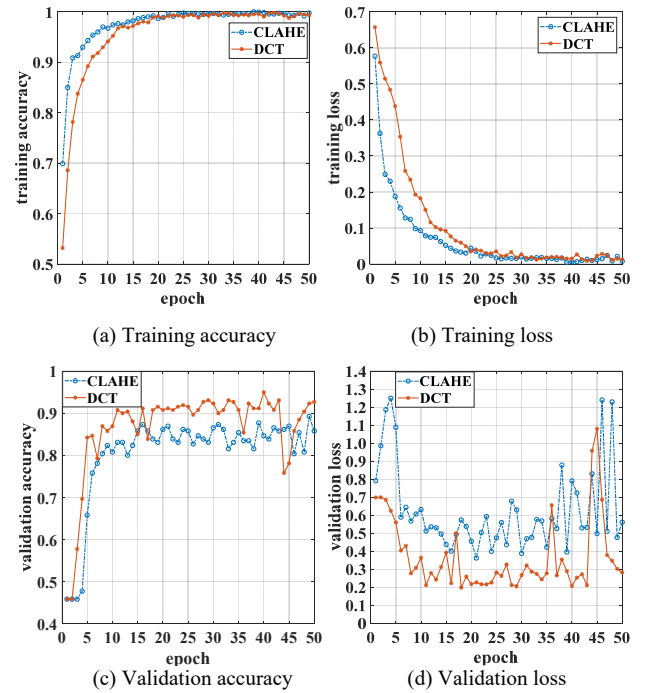 1
0.9
0.8
0.7
0.6
0.5
0 5 10 15 20 25 30 35 40 45 50
training accuracy
epoch
CLAHE
DCT
(a) Training accuracy
0.7
0.6
0.5
0.4
0.3
0.2
0.1
0
0 5 10 15 20 25 30 35 40 45 50
training loss
epoch
CLAHE
DCT
(b) Training loss
1
0.9
0.8
0.7
0.6
0.5
0.4
0 5 10 15 20 25 30 35 40 45 50
validation accuracy
epoch
CLAHE
DCT
(c) Validation accuracy
1.4
1.3
1.2
1.1
1.0
0.9
0.8
0.7
0.6
0.5
0.4
0.3
0.2
0.1
0
0 5 10 15 20 25 30 35 40 45 50
validation loss
epoch
CLAHE
DCT
(d) Validation loss